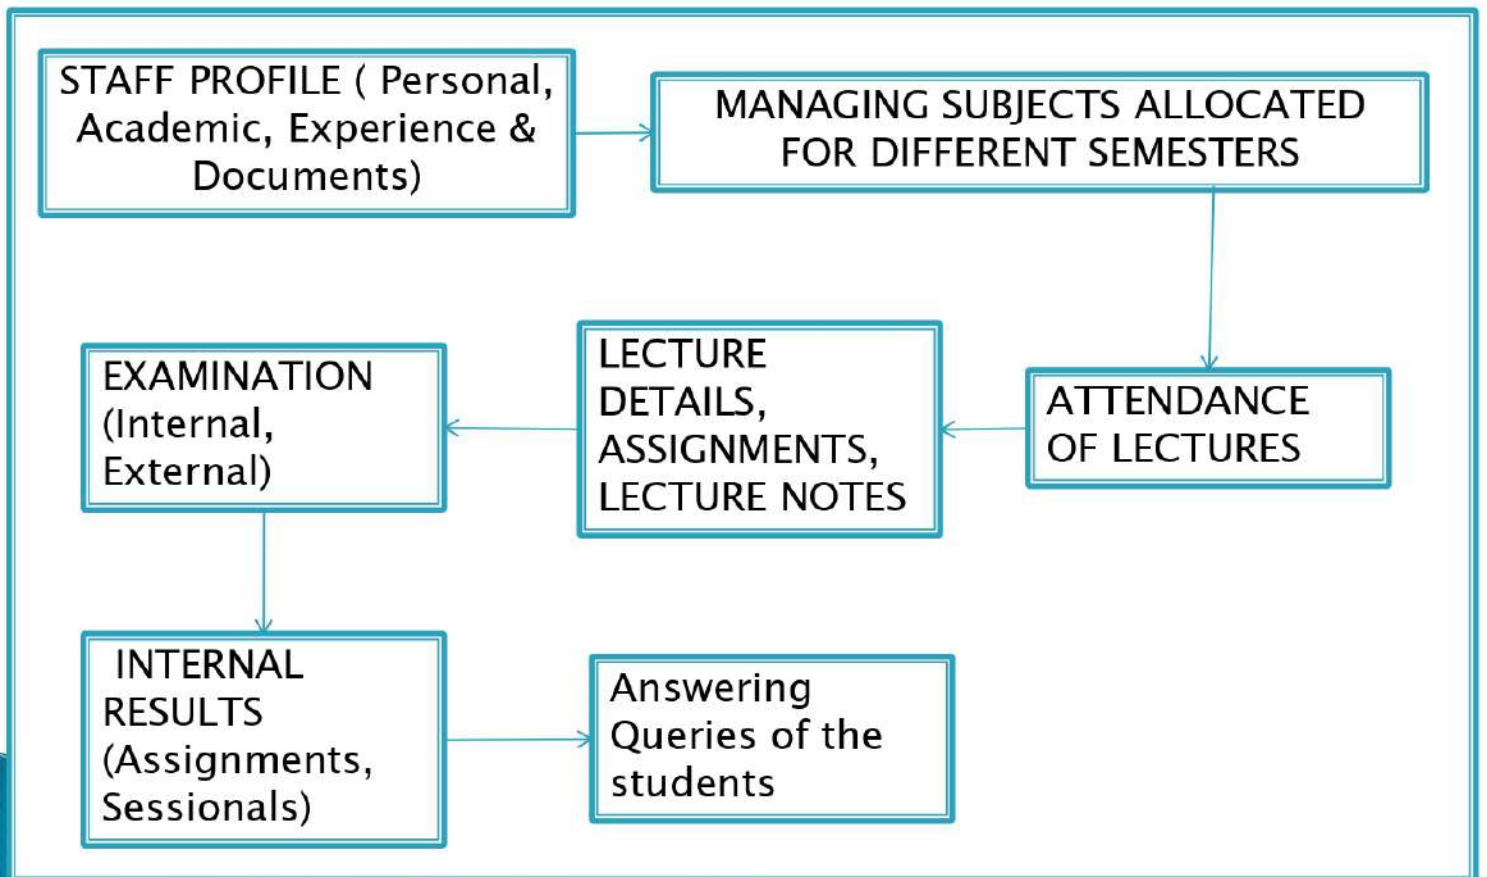 STAFF PROFILE ( Personal,
Academic, Experience &
Documents)
MANAGING SUBJECTS ALLOCATED
FOR DIFFERENT SEMESTERS
ATTENDANCE
OF LECTURES
LECTURE
DETAILS,
ASSIGNMENTS,
LECTURE NOTES
EXAMINATION
(Internal,
External)
INTERNAL
RESULTS
(Assignments,
Sessionals)
Answering
Queries of the
students